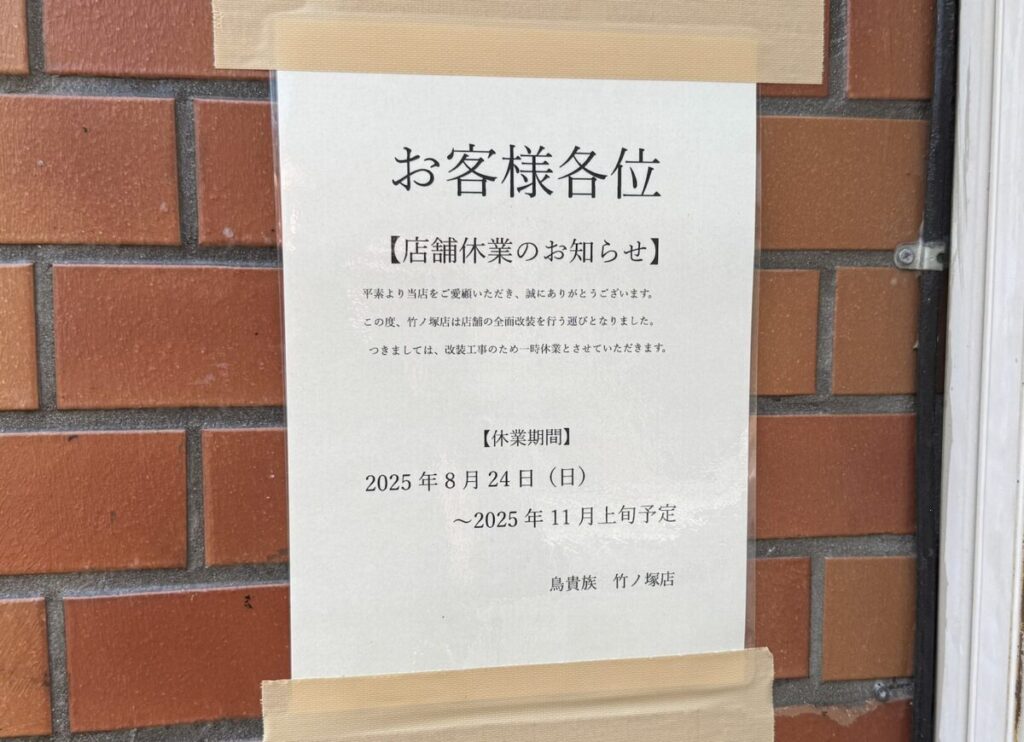 お客様各位
【店舗休業のお知らせ】
平素より当店をご愛顧いただき、誠にありがとうございます。
この度、竹ノ塚店は店舗の全面改装を行う運びとなりました。
つきましては、改装工事のため一時休業とさせていただきます。
【休業期間】
2025年8月24日（日）
～2025年11月上旬予定
鳥貴族　竹ノ塚店